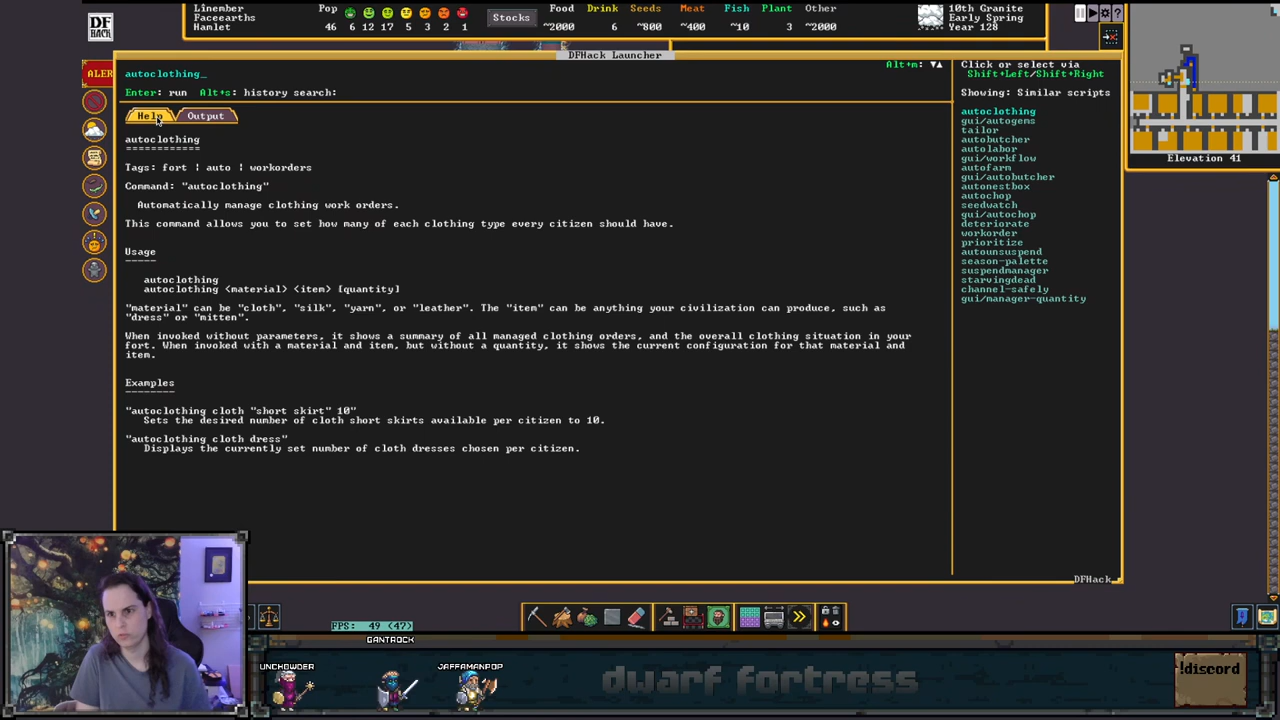 DF
HACK
Linember
Faceearths
Hamlet
Pop
46 6 12 17 5 3 2 1
Stocks
Food Drink Seeds Meat Fish Plant Other
~2000 6 ~800 ~400 ~10 3 ~2000
10th Granite
Early Spring
Year 128
DFHack Launcher
ALER
autoclothing_
Alt+m:
Enter: run Alt+s: history search:
Help Output
autoclothing
============
Tags: fort ¦ auto ¦ workorders
Command: "autoclothing"
Automatically manage clothing work orders.
This command allows you to set how many of each clothing type every citizen should have.
Usage
-----
autoclothing
autoclothing <material> <item> [quantity]
"material" can be "cloth", "silk", "yarn", or "leather". The "item" can be anything your civilization can produce, such as
"dress" or "mitten".
When invoked without parameters, it shows a summary of all managed clothing orders, and the overall clothing situation in your
fort. When invoked with a material and item, but without a quantity, it shows the current configuration for that material and
item.
Examples
--------
"autoclothing cloth "short skirt" 10"
Sets the desired number of cloth short skirts available per citizen to 10.
"autoclothing cloth dress"
Displays the currently set number of cloth dresses chosen per citizen.
Click or select via
Shift+Left/Shift+Right
Showing: Similar scripts
autoclothing
gui/autogems
tailor
autobutcher
autolabor
gui/workflow
autofarm
gui/autobutcher
autonestbox
autochop
seedwatch
gui/autochop
deteriorate
workorder
prioritize
autounsuspend
season-palette
suspendmanager
starvingdead
channel-safely
gui/manager-quantity
DFHack
Elevation 41
FPS: 49 (47)
GANTROCK
UNCHOWDER
JAFFAMANPOP
dwarf fortress
!discord